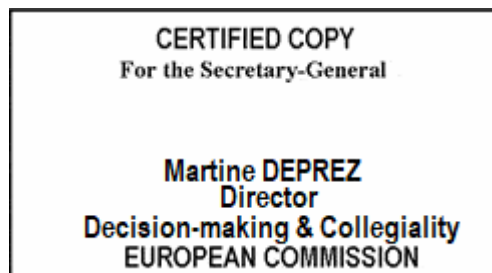 CERTIFIED COPY
For the Secretary-General
Martine DEPREZ
Director
Decision-making & Collegiality
EUROPEAN COMMISSION